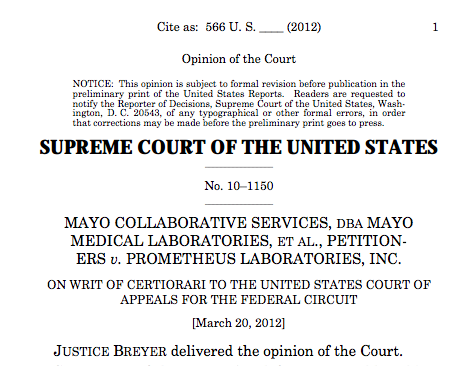 Cite as: 566 U. S. ____ (2012) 1
Opinion of the Court
NOTICE: This opinion is subject to formal revision before publication in the
preliminary print of the United States Reports. Readers are requested to
notify the Reporter of Decisions, Supreme Court of the United States, Wash-
ington, D. C. 20543, of any typographical or other formal errors, in order
that corrections may be made before the preliminary print goes to press.
SUPREME COURT OF THE UNITED STATES
No. 10–1150
MAYO COLLABORATIVE SERVICES, DBA MAYO
MEDICAL LABORATORIES, ET AL., PETITION-
ERS v. PROMETHEUS LABORATORIES, INC.
ON WRIT OF CERTIORARI TO THE UNITED STATES COURT OF
APPEALS FOR THE FEDERAL CIRCUIT
[March 20, 2012]
JUSTICE BREYER delivered the opinion of the Court.